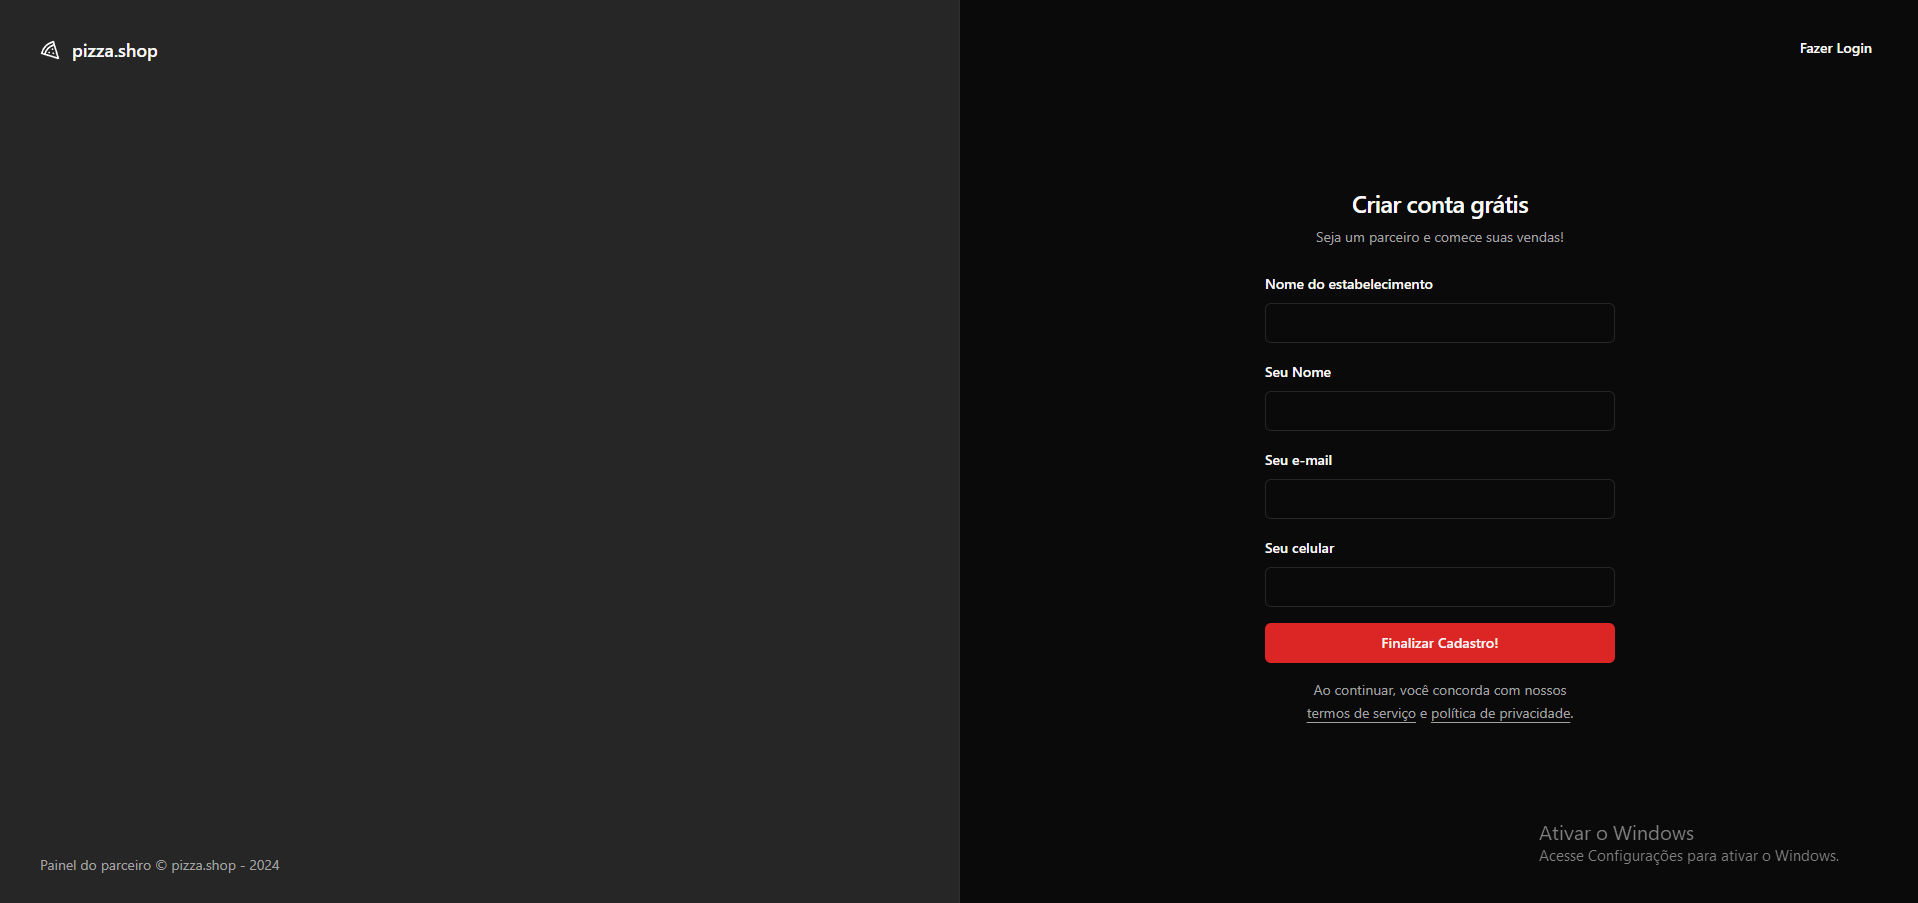 pizza.shop
Fazer Login
Criar conta grátis
Seja um parceiro e comece suas vendas!
Nome do estabelecimento
Seu Nome
Seu e-mail
Seu celular
Finalizar Cadastro!
Ao continuar, você concorda com nossos
termos de serviço e política de privacidade.
Ativar o Windows
Acesse Configurações para ativar o Windows.
Painel do parceiro © pizza.shop - 2024